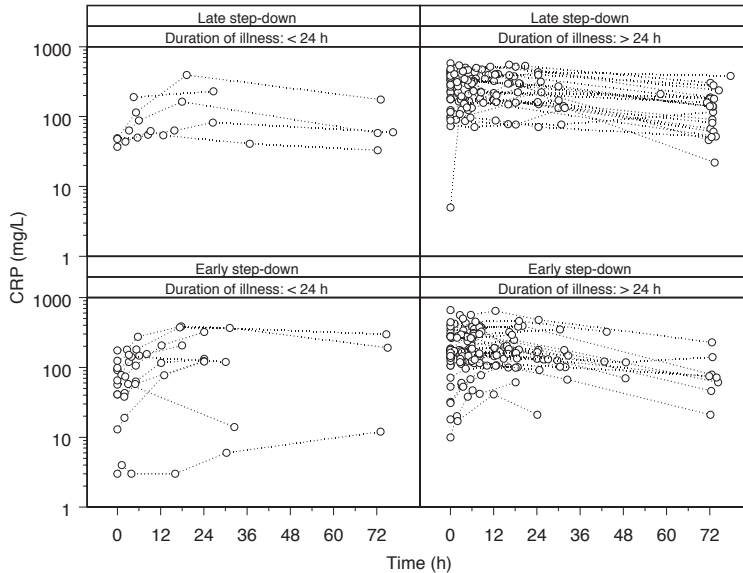 Late step-down
Late step-down
Duration of illness: < 24 h
Duration of illness: > 24 h
1000
100
10
1
Early step-down
Early step-down
Duration of illness: < 24 h
Duration of illness: > 24 h
1000
100
10
1
CRP (mg/L)
0 12 24 36 48 60 72
0 12 24 36 48 60 72
Time (h)